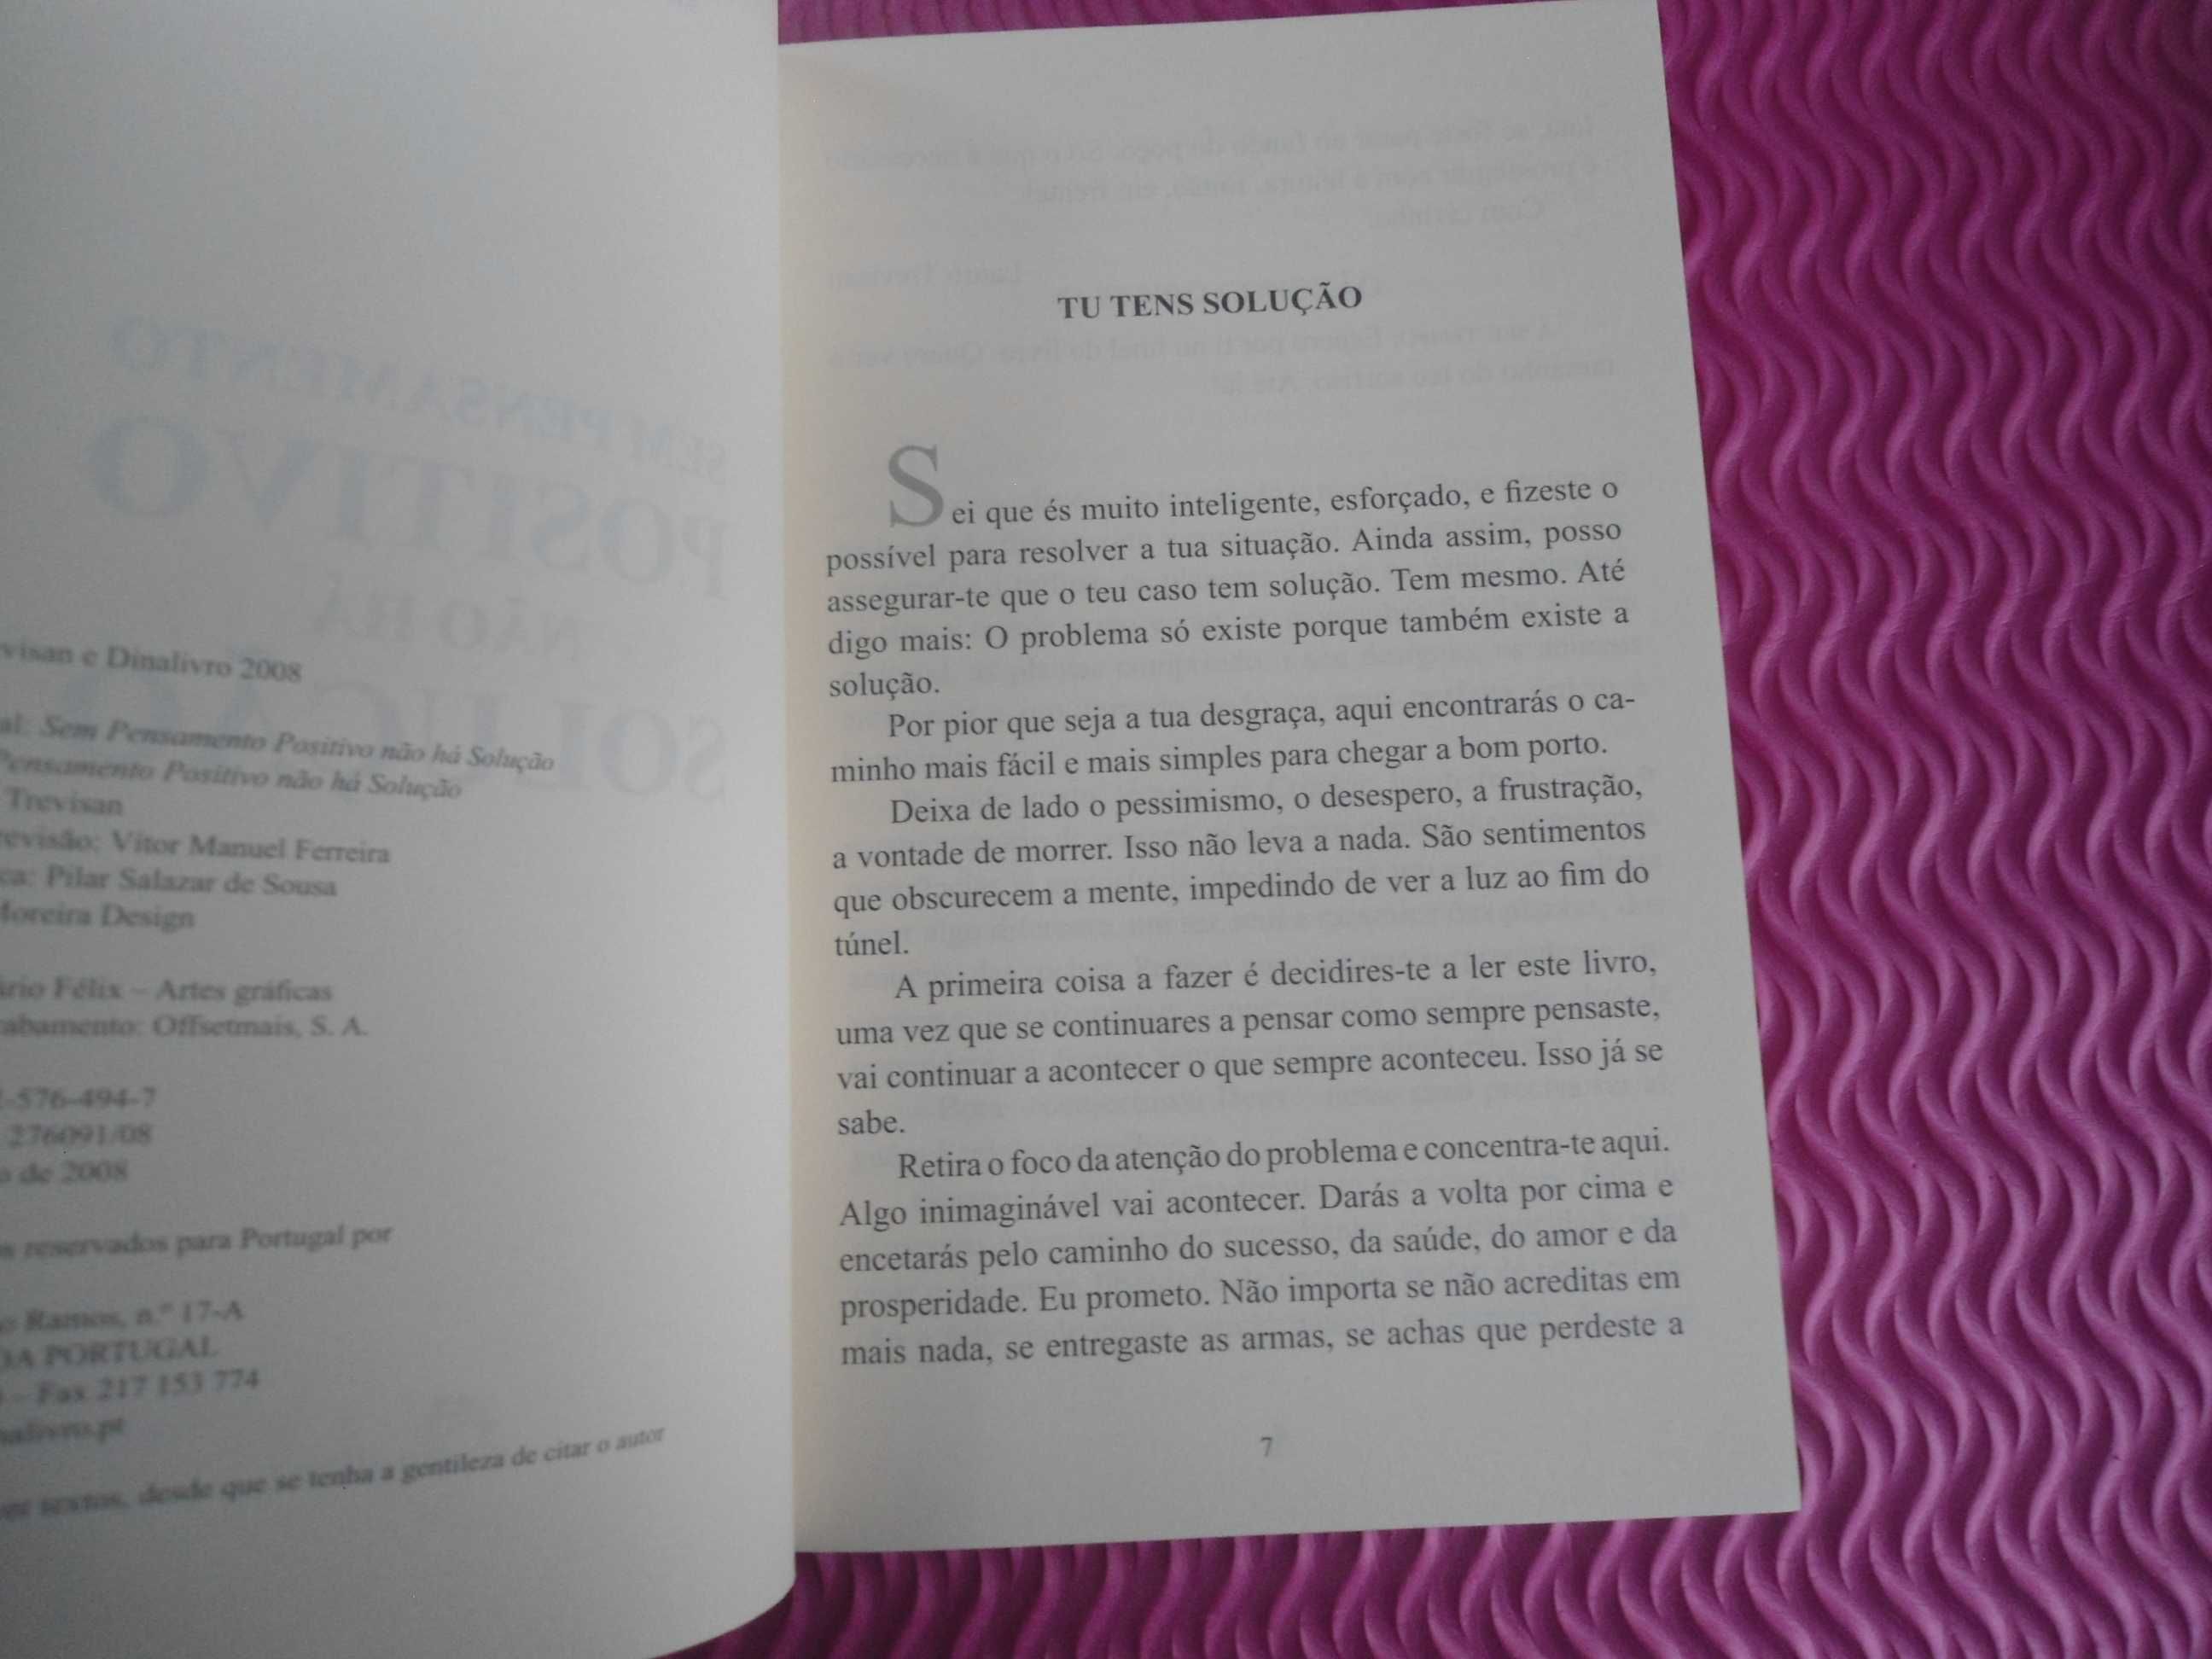 visan e Dinalivro 2008
al: Sem Pensamento Positivo não há Solução
Pensamento Positivo não há Solução
Trevisan
evisão: Vítor Manuel Ferreira
ca: Pilar Salazar de Sousa
Moreira Design
ário Félix – Artes gráficas
abamento: Offsetmais, S. A.
-576-494-7
276091/08
o de 2008
s reservados para Portugal por
o Ramos, n.º 17-A
OA PORTUGAL
– Fax 217 153 774
nalivro.pt
textos, desde que se tenha a gentileza de citar o autor
TU TENS SOLUÇÃO
Sei que és muito inteligente, esforçado, e fizeste o
possível para resolver a tua situação. Ainda assim, posso
assegurar-te que o teu caso tem solução. Tem mesmo. Até
digo mais: O problema só existe porque também existe a
solução.
Por pior que seja a tua desgraça, aqui encontrarás o ca-
minho mais fácil e mais simples para chegar a bom porto.
Deixa de lado o pessimismo, o desespero, a frustração,
a vontade de morrer. Isso não leva a nada. São sentimentos
que obscurecem a mente, impedindo de ver a luz ao fim do
túnel.
A primeira coisa a fazer é decidires-te a ler este livro,
uma vez que se continuares a pensar como sempre pensaste,
vai continuar a acontecer o que sempre aconteceu. Isso já se
sabe.
Retira o foco da atenção do problema e concentra-te aqui.
Algo inimaginável vai acontecer. Darás a volta por cima e
encetarás pelo caminho do sucesso, da saúde, do amor e da
prosperidade. Eu prometo. Não importa se não acreditas em
mais nada, se entregaste as armas, se achas que perdeste a
7